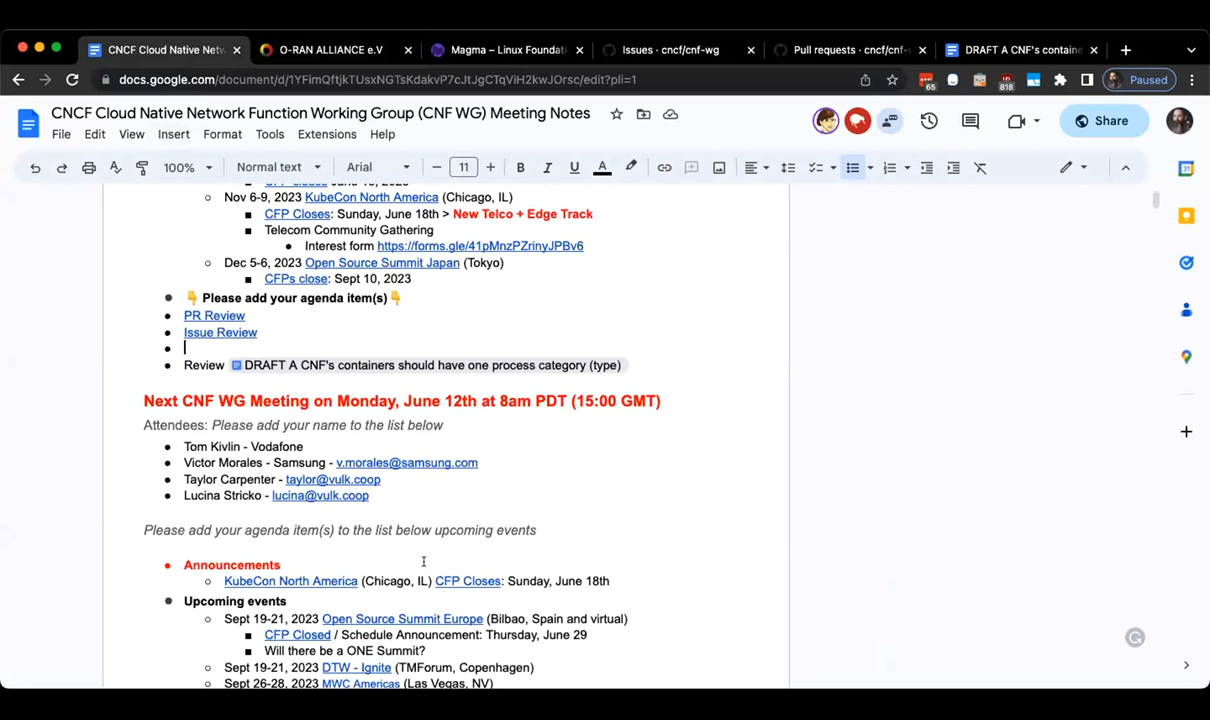 CNCF Cloud Native Netw
O-RAN ALLIANCE e.V
Magma – Linux Foundati
Issues · cncf/cnf-wg
Pull requests · cncf/cnf-
DRAFT A CNF's containe
docs.google.com/document/d/1YFimQftjkTUsxNGTsKdakvP7cJtJgCTqViH2kwJOrsc/edit?pli=1
65
818
Paused
CNCF Cloud Native Network Function Working Group (CNF WG) Meeting Notes
File Edit View Insert Format Tools Extensions Help
Share
100% Normal text Arial 11
Nov 6-9, 2023 KubeCon North America (Chicago, IL)
CFP Closes: Sunday, June 18th > New Telco + Edge Track
Telecom Community Gathering
Interest form https://forms.gle/41pMnzPZrinyJPBv6
Dec 5-6, 2023 Open Source Summit Japan (Tokyo)
CFPs close: Sept 10, 2023
👇 Please add your agenda item(s)👇
PR Review
Issue Review
Review DRAFT A CNF's containers should have one process category (type)
Next CNF WG Meeting on Monday, June 12th at 8am PDT (15:00 GMT)
Attendees: Please add your name to the list below
Tom Kivlin - Vodafone
Victor Morales - Samsung - v.morales@samsung.com
Taylor Carpenter - taylor@vulk.coop
Lucina Stricko - lucina@vulk.coop
Please add your agenda item(s) to the list below upcoming events
Announcements
KubeCon North America (Chicago, IL) CFP Closes: Sunday, June 18th
Upcoming events
Sept 19-21, 2023 Open Source Summit Europe (Bilbao, Spain and virtual)
CFP Closed / Schedule Announcement: Thursday, June 29
Will there be a ONE Summit?
Sept 19-21, 2023 DTW - Ignite (TMForum, Copenhagen)
Sept 26-28, 2023 MWC Americas (Las Vegas, NV)